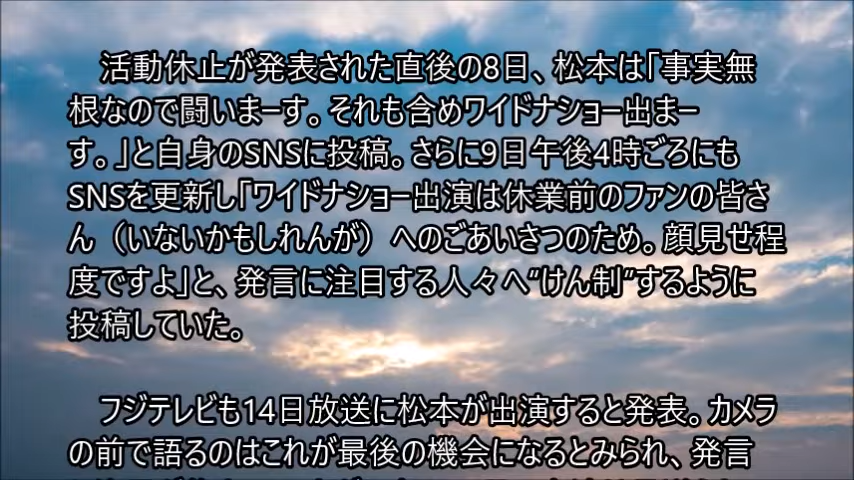 活動休止が発表された直後の8日、松本は「事実無
根なので闘いまーす。それも含めワイドナショー出まー
す。」と自身のSNSに投稿。さらに9日午後4時ごろにも
SNSを更新し「ワイドナショー出演は休業前のファンの皆さ
ん（いないかもしれんが）へのごあいさつのため。顔見せ程
度ですよ」と、発言に注目する人々へ“けん制”するように
投稿していた。
フジテレビも14日放送に松本が出演すると発表。カメラ
の前で語るのはこれが最後の機会になるとみられ、発言